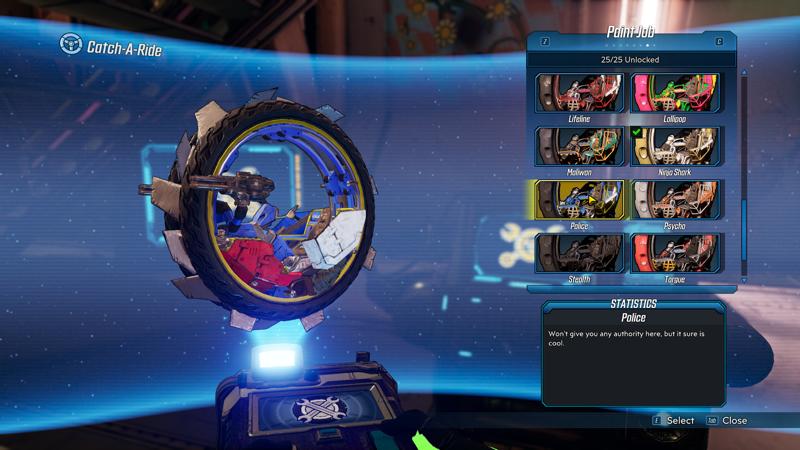 Catch-A-Ride
Paint Job
Z
C
25/25 Unlocked
Lifeline
Lollipop
Maliwan
Ninja Shark
Police
Psycho
Stealth
Torgue
STATISTICS
Police
Won't give you any authority here, but it sure is
cool.
E Select
Tab Close